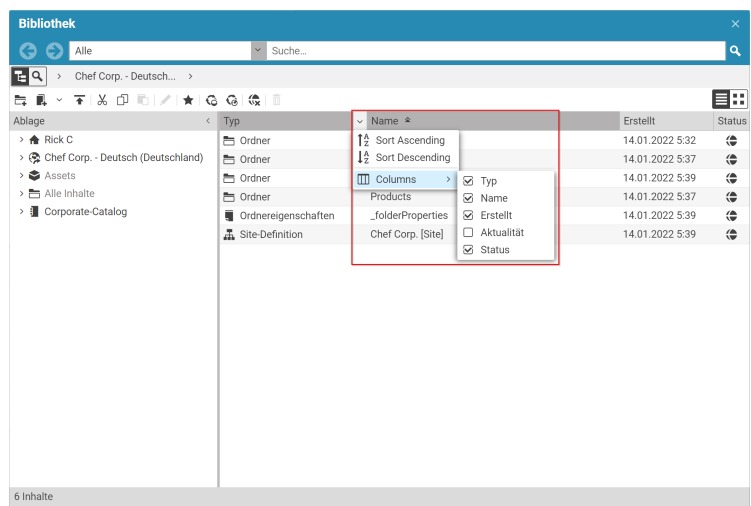 Bibliothek
Alle
Suche...
Chef Corp. - Deutsch...
Ablage
Typ
Name
Erstellt
Status
Rick C
Chef Corp. - Deutsch (Deutschland)
Assets
Alle Inhalte
Corporate-Catalog
Ordner
14.01.2022 5:32
Ordner
14.01.2022 5:37
Ordner
14.01.2022 5:39
Ordner
Products
14.01.2022 5:37
Ordnereigenschaften
_folderProperties
14.01.2022 5:39
Site-Definition
Chef Corp. [Site]
14.01.2022 5:39
Sort Ascending
Sort Descending
Columns
Typ
Name
Erstellt
Aktualität
Status
6 Inhalte